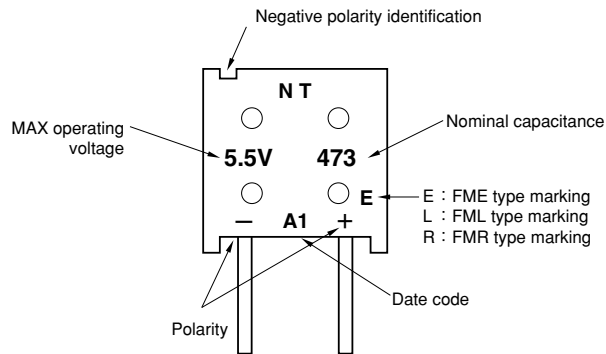 Negative polarity identification
N T
MAX operating
voltage
5.5V
473
Nominal capacitance
E
E : FME type marking
L : FML type marking
R : FMR type marking
− A1 +
Date code
Polarity